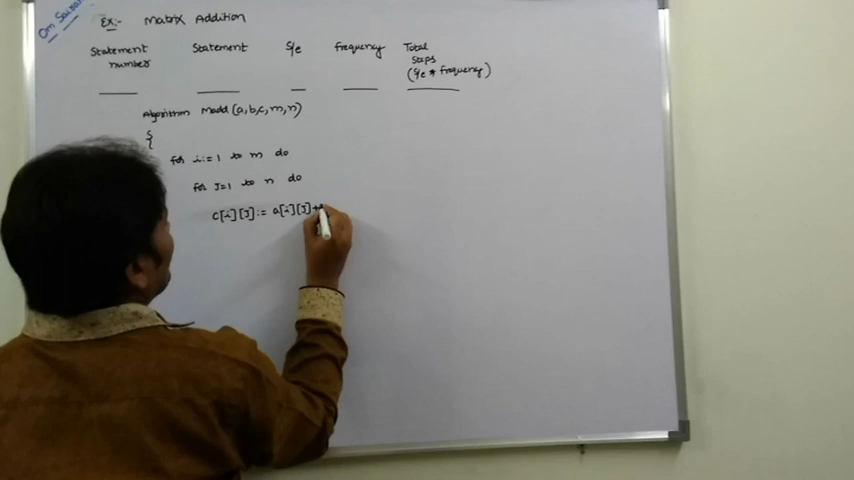 Om Sairam
Ex:- Matrix Addition
Statement number Statement S/e frequency Total Steps (S/e * frequency)
Algorithm Madd (a,b,c,m,n)
{
for i:=1 to m do
for J=1 to n do
c[i][J]:= a[i][J]+